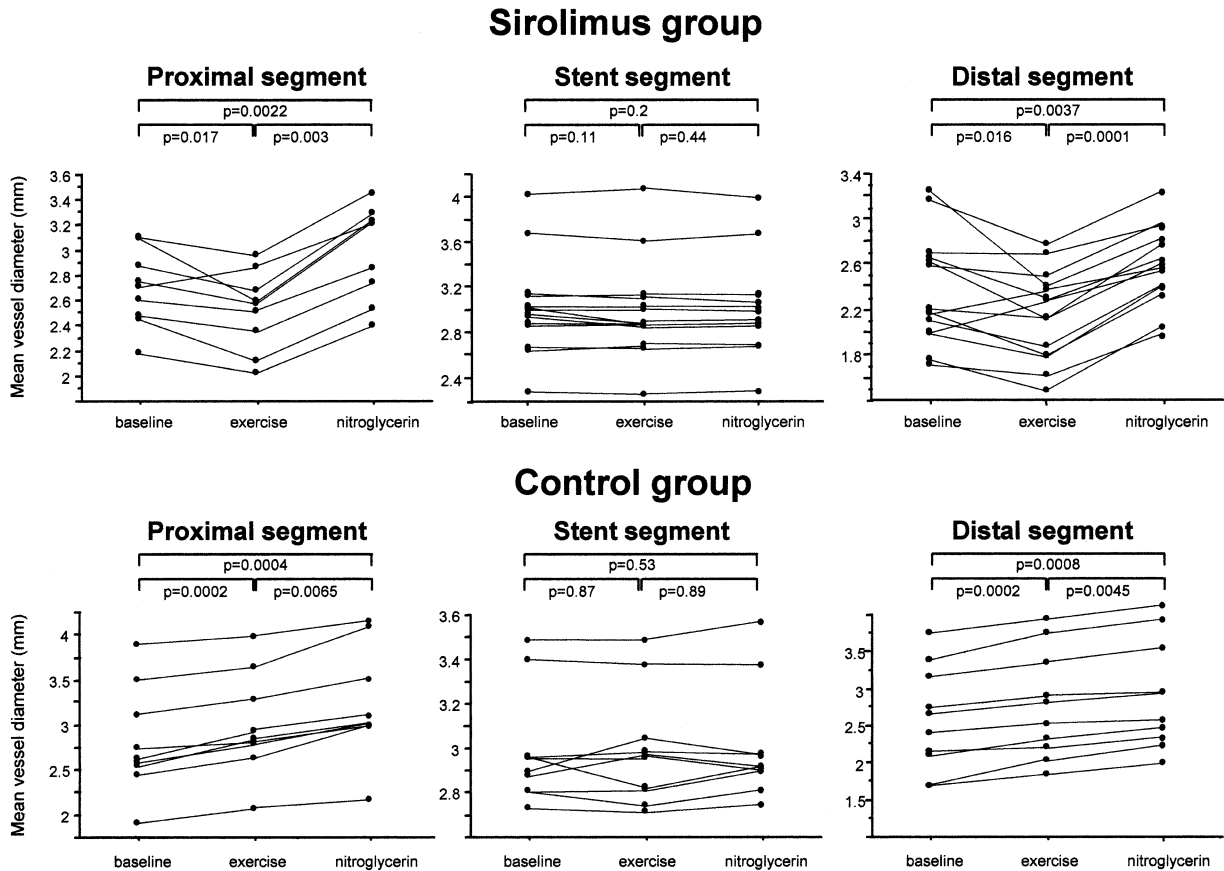 Sirolimus group
Proximal segment
p=0.0022
p=0.017 p=0.003
Stent segment
p=0.2
p=0.11 p=0.44
Distal segment
p=0.0037
p=0.016 p=0.0001
Mean vessel diameter (mm)
3.6
3.4
3.2
3
2.8
2.6
2.4
2.2
2
baseline exercise nitroglycerin
4
3.6
3.2
2.8
2.4
baseline exercise nitroglycerin
3.4
3
2.6
2.2
1.8
baseline exercise nitroglycerin
Control group
Proximal segment
p=0.0004
p=0.0002 p=0.0065
Stent segment
p=0.53
p=0.87 p=0.89
Distal segment
p=0.0008
p=0.0002 p=0.0045
Mean vessel diameter (mm)
4
3.5
3
2.5
2
baseline exercise nitroglycerin
3.6
3.4
3.2
3
2.8
baseline exercise nitroglycerin
3.5
3
2.5
2
1.5
baseline exercise nitroglycerin